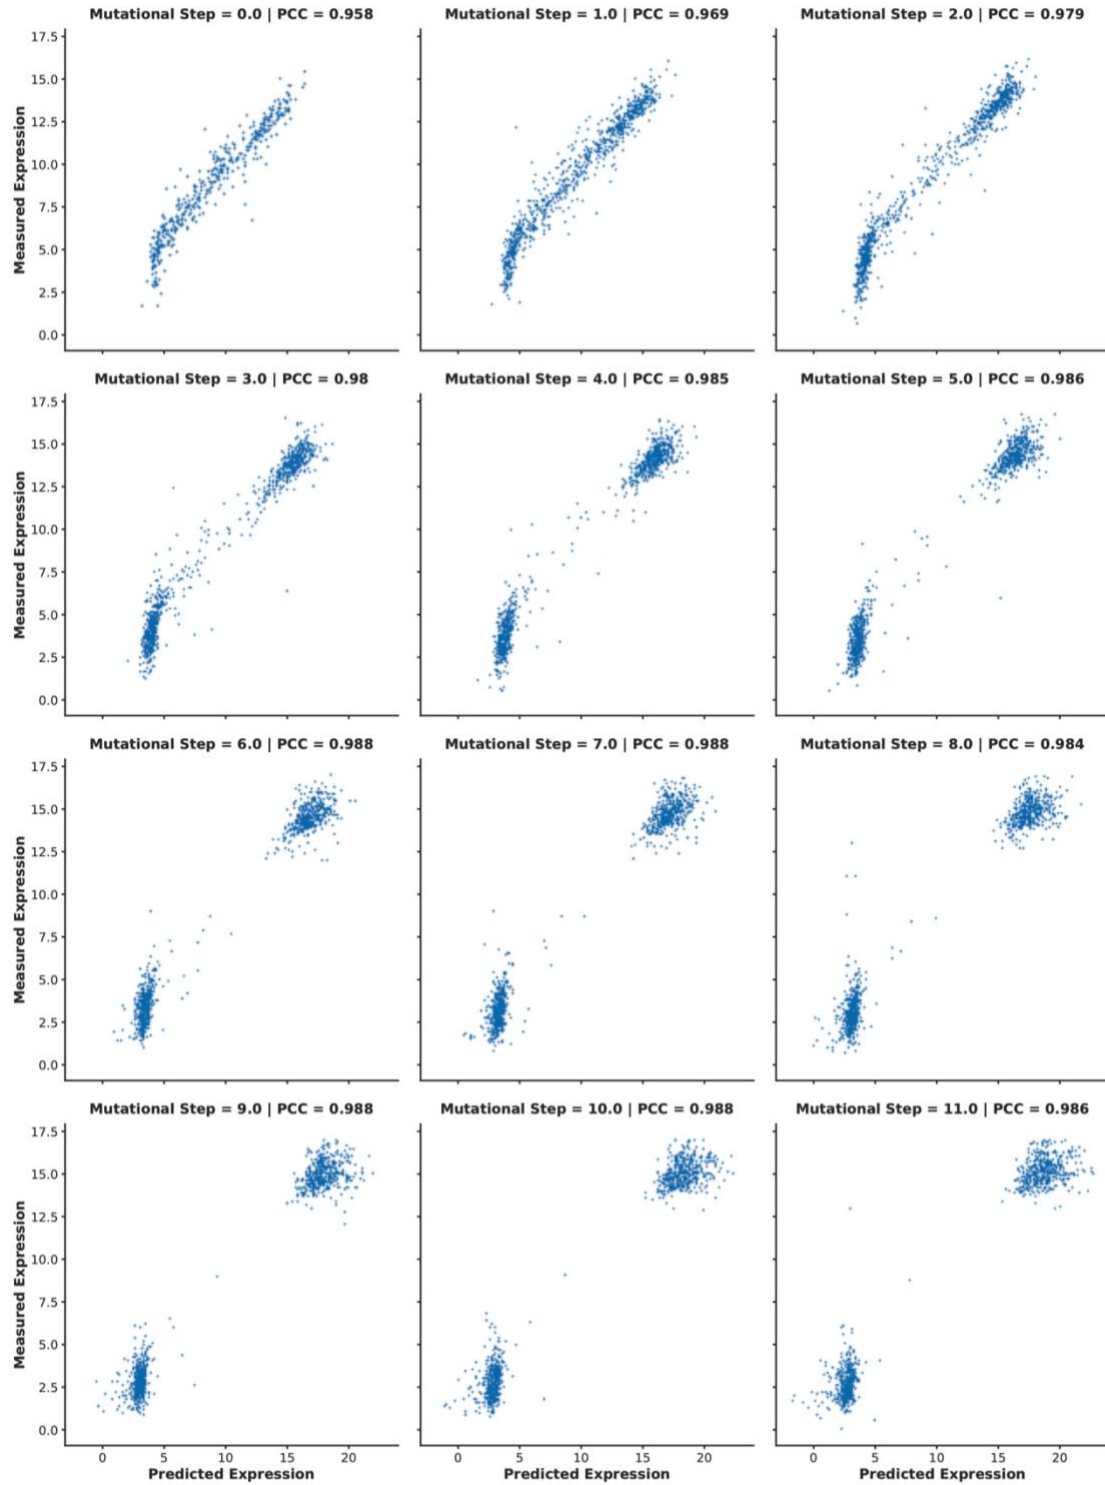 Mutational Step = 0.0 | PCC = 0.958
Mutational Step = 1.0 | PCC = 0.969
Mutational Step = 2.0 | PCC = 0.979
17.5
15.0
12.5
10.0
7.5
5.0
2.5
0.0
Measured Expression
Mutational Step = 3.0 | PCC = 0.98
Mutational Step = 4.0 | PCC = 0.985
Mutational Step = 5.0 | PCC = 0.986
17.5
15.0
12.5
10.0
7.5
5.0
2.5
0.0
Measured Expression
Mutational Step = 6.0 | PCC = 0.988
Mutational Step = 7.0 | PCC = 0.988
Mutational Step = 8.0 | PCC = 0.984
17.5
15.0
12.5
10.0
7.5
5.0
2.5
0.0
Measured Expression
Mutational Step = 9.0 | PCC = 0.988
Mutational Step = 10.0 | PCC = 0.988
Mutational Step = 11.0 | PCC = 0.986
17.5
15.0
12.5
10.0
7.5
5.0
2.5
0.0
Measured Expression
0 5 10 15 20
0 5 10 15 20
0 5 10 15 20
Predicted Expression
Predicted Expression
Predicted Expression